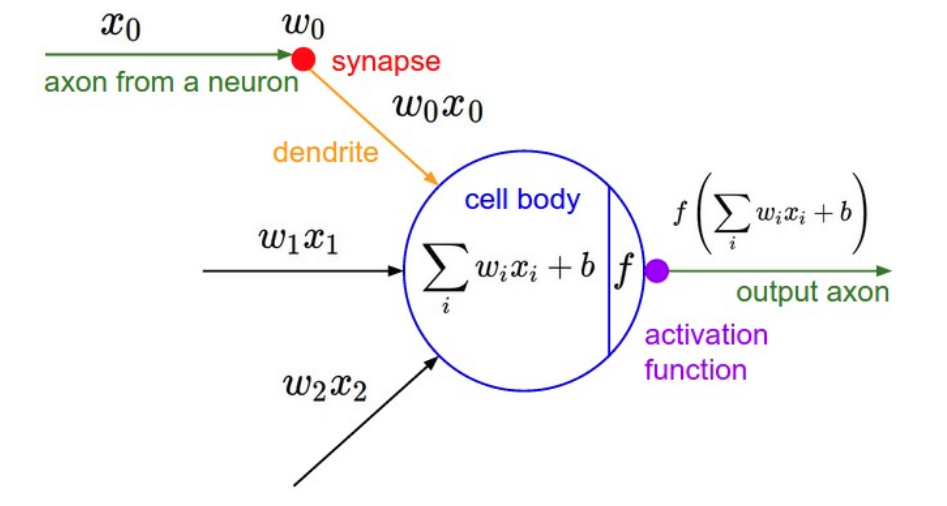 x₀
w₀
synapse
axon from a neuron
w₀x₀
dendrite
cell body
f(∑ᵢ wᵢxᵢ + b)
w₁x₁
∑ᵢ wᵢxᵢ + b
f
output axon
activation
function
w₂x₂